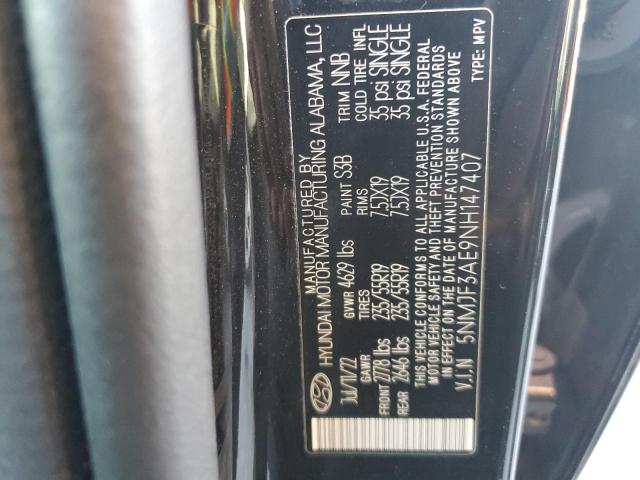 MANUFACTURED BY
HYUNDAI MOTOR MANUFACTURING ALABAMA, LLC
JUL/11/22 PAINT S3B TRIM NNB
GVWR 4629 lbs
GAWR TIRES RIMS COLD TIRE INFL
FRONT 2778 lbs 235/55R19 7.5JX19 35 psi SINGLE
REAR 2646 lbs 235/55R19 7.5JX19 35 psi SINGLE
THIS VEHICLE CONFORMS TO ALL APPLICABLE U.S.A. FEDERAL
MOTOR VEHICLE SAFETY AND THEFT PREVENTION STANDARDS
IN EFFECT ON THE DATE OF MANUFACTURE SHOWN ABOVE
V.I.N 5NMJF3AE9NH147407 TYPE: MPV